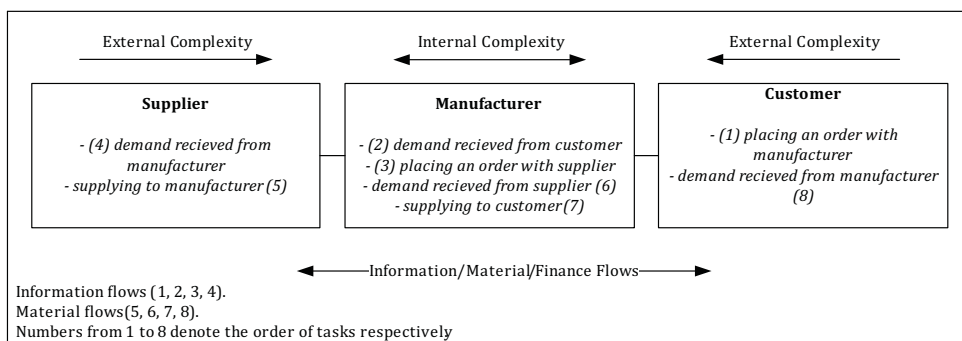 External Complexity
Internal Complexity
External Complexity
Supplier
- (4) demand recieved from
manufacturer
- supplying to manufacturer (5)
Manufacturer
- (2) demand recieved from customer
- (3) placing an order with supplier
- demand recieved from supplier (6)
- supplying to customer(7)
Customer
- (1) placing an order with
manufacturer
- demand recieved from manufacturer
(8)
Information/Material/Finance Flows
Information flows (1, 2, 3, 4).
Material flows(5, 6, 7, 8).
Numbers from 1 to 8 denote the order of tasks respectively